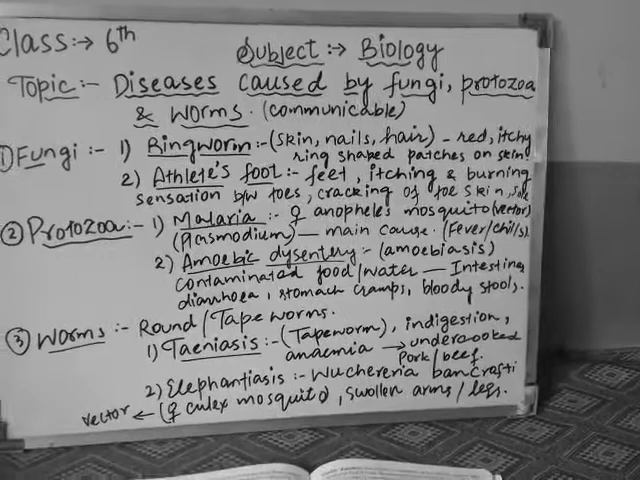 Class:→ 6th
Subject :→ Biology
Topic:- Diseases caused by fungi, protozoa
& worms. (communicable)
① Fungi :- 1) Ringworm:-(skin, nails, hair) - red, itchy
ring shaped patches on skin
2) Athlete's foot:- feet, itching & burning
sensation b/w toes, cracking of toe skin, sole
② Protozoa:- 1) Malaria :- ♀ anopheles mosquito (vector)
(Plasmodium) — main cause. (Fever/chills).
2) Amoebic dysentery:- (amoebiasis)
contaminated food/water — Intestines
diarrhoea, stomach cramps, bloody stools.
③ Worms :- Round / Tape worms.
1) Taeniasis :- (Tapeworm), indigestion,
anaemia → undercooked
Pork/beef.
2) Elephantiasis :- Wuchereria bancrofti
vector ← (♀ culex mosquito), swollen arms / legs.